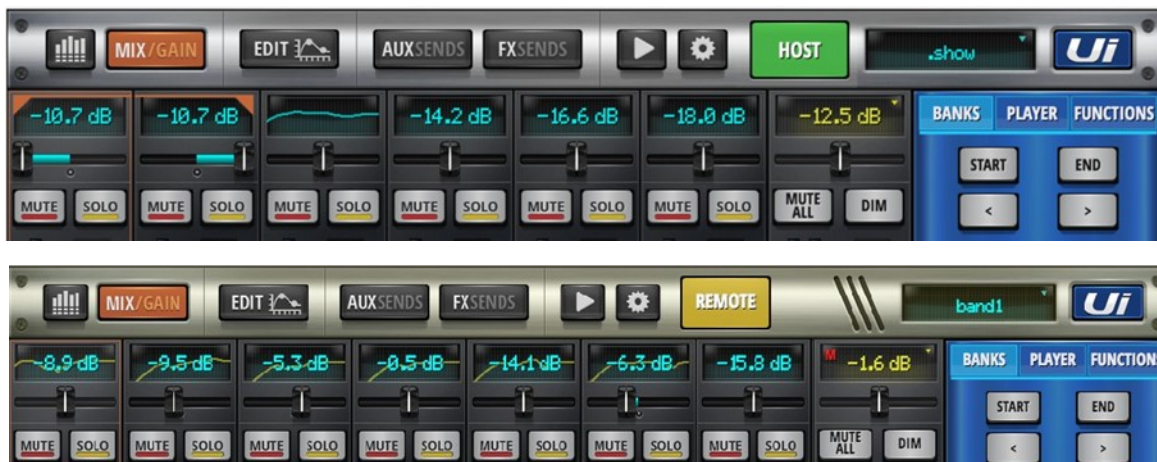 MIX/GAIN EDIT AUXSENDS FXSENDS HOST .show Ui
-10.7 dB -10.7 dB -14.2 dB -16.6 dB -18.0 dB -12.5 dB BANKS PLAYER FUNCTIONS
START END
MUTE SOLO MUTE SOLO MUTE SOLO MUTE SOLO MUTE SOLO MUTE SOLO MUTE ALL DIM < >
MIX/GAIN EDIT AUXSENDS FXSENDS REMOTE band1 Ui
-8.9 dB -9.5 dB -5.3 dB -0.5 dB -14.1 dB -6.3 dB -15.8 dB M -1.6 dB BANKS PLAYER FUNCTIONS
START END
MUTE SOLO MUTE SOLO MUTE SOLO MUTE SOLO MUTE SOLO MUTE SOLO MUTE SOLO MUTE ALL DIM < >